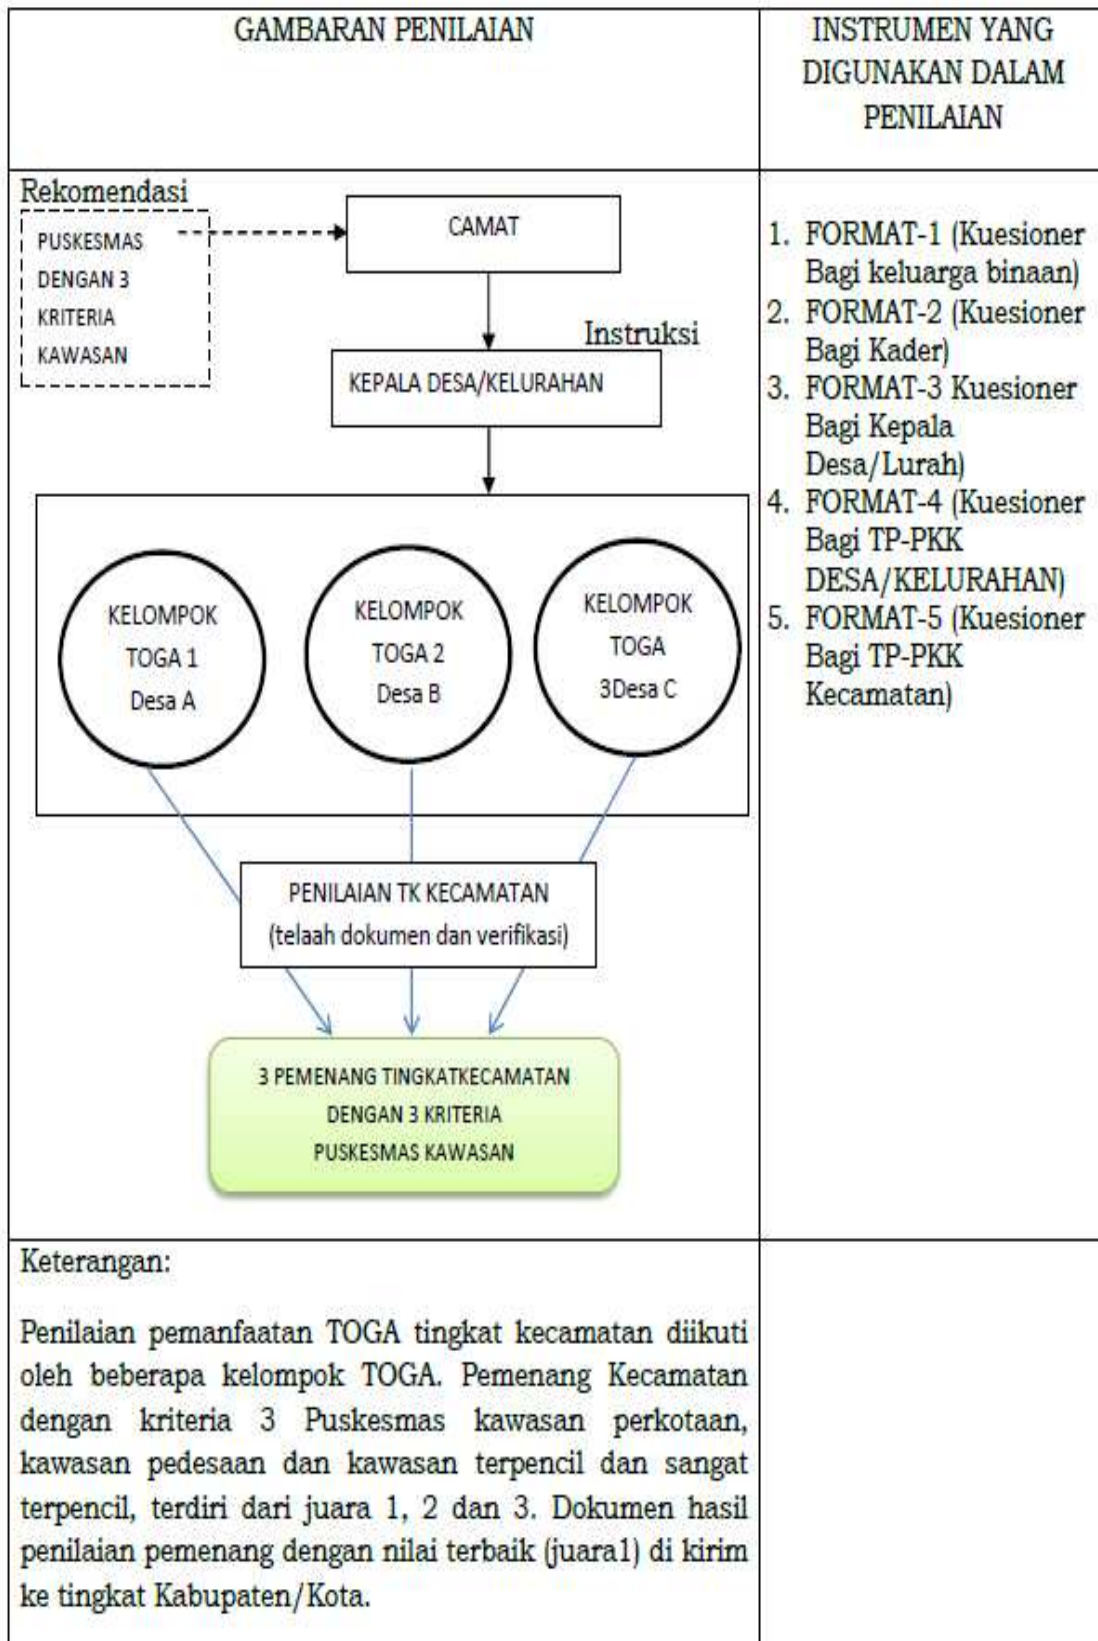 GAMBARAN PENILAIAN
INSTRUMEN YANG
DIGUNAKAN DALAM
PENILAIAN
Rekomendasi
PUSKESMAS
DENGAN 3
KRITERIA
KAWASAN
CAMAT
Instruksi
KEPALA DESA/KELURAHAN
KELOMPOK
TOGA 1
Desa A
KELOMPOK
TOGA 2
Desa B
KELOMPOK
TOGA
3Desa C
PENILAIAN TK KECAMATAN
(telaah dokumen dan verifikasi)
3 PEMENANG TINGKATKECAMATAN
DENGAN 3 KRITERIA
PUSKESMAS KAWASAN
1. FORMAT-1 (Kuesioner
Bagi keluarga binaan)
2. FORMAT-2 (Kuesioner
Bagi Kader)
3. FORMAT-3 Kuesioner
Bagi Kepala
Desa/Lurah)
4. FORMAT-4 (Kuesioner
Bagi TP-PKK
DESA/KELURAHAN)
5. FORMAT-5 (Kuesioner
Bagi TP-PKK
Kecamatan)
Keterangan:
Penilaian pemanfaatan TOGA tingkat kecamatan diikuti
oleh beberapa kelompok TOGA. Pemenang Kecamatan
dengan kriteria 3 Puskesmas kawasan perkotaan,
kawasan pedesaan dan kawasan terpencil dan sangat
terpencil, terdiri dari juara 1, 2 dan 3. Dokumen hasil
penilaian pemenang dengan nilai terbaik (juara1) di kirim
ke tingkat Kabupaten/Kota.